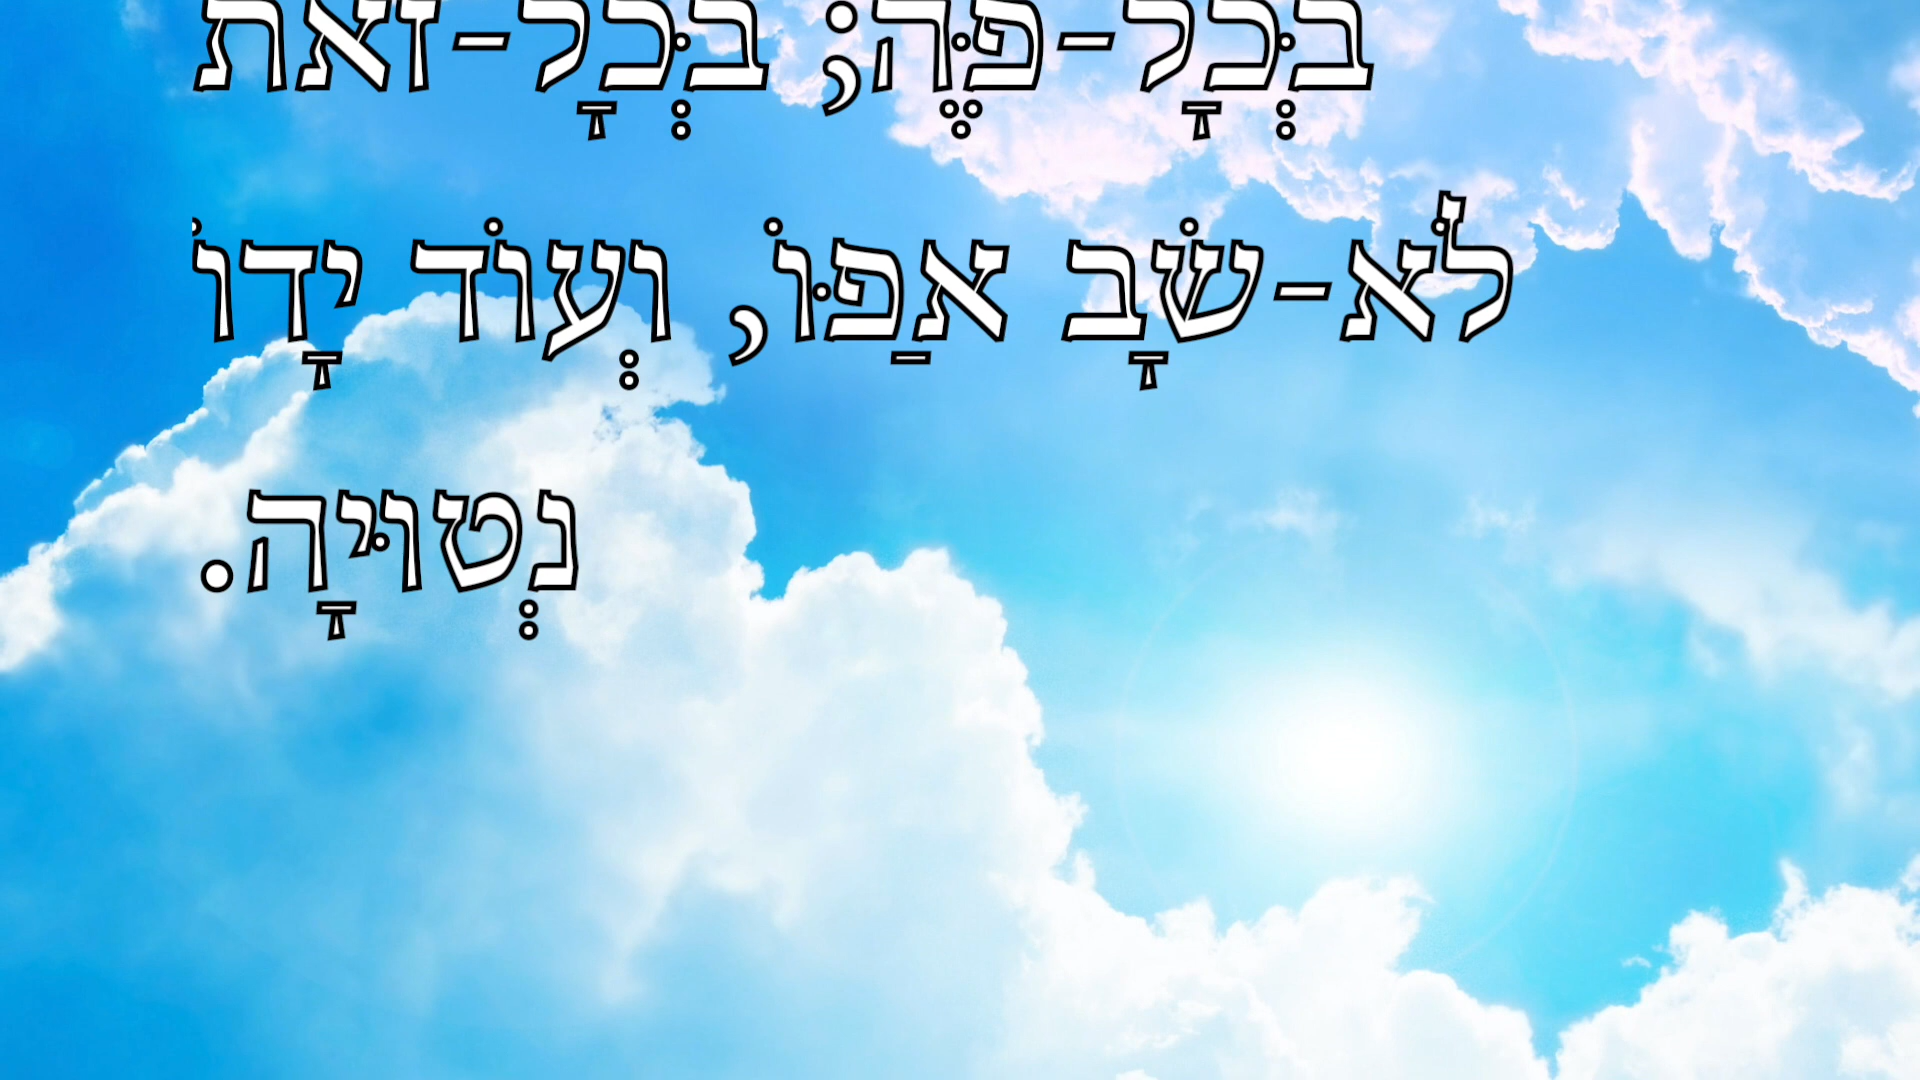 בְּכָל-פֶּה; בְּכָל-זֹאת
לֹא-שָׁב אַפּוֹ, וְעוֹד יָדוֹ
נְטוּיָה.